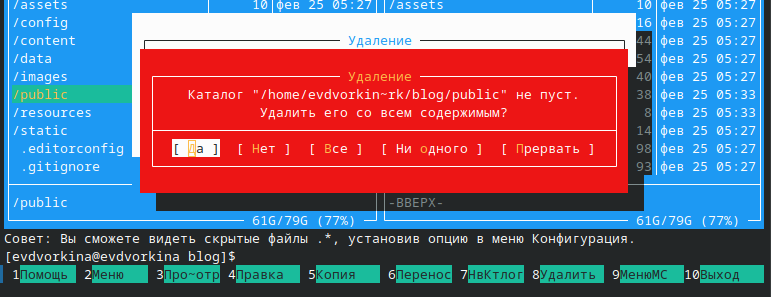 /assets 10 фев 25 05:27 /assets 10 фев 25 05:27
/config 16 фев 25 05:27
/content 44 фев 25 05:27
/data 54 фев 25 05:27
/images 40 фев 25 05:27
/public 38 фев 25 05:33
/resources 8 фев 25 05:33
/static 14 фев 25 05:27
.editorconfig 98 фев 25 05:27
.gitignore 93 фев 25 05:27
Удаление
Удаление
Каталог "/home/evdvorkin~rk/blog/public" не пуст.
Удалить его со всем содержимым?
[ Да ] [ Нет ] [ Все ] [ Ни одного ] [ Прервать ]
/public -ВВЕРХ-
61G/79G (77%) 61G/79G (77%)
Совет: Вы сможете видеть скрытые файлы .*, установив опцию в меню Конфигурация.
[evdvorkina@evdvorkina blog]$
1Помощь 2Меню 3Про~отр 4Правка 5Копия 6Перенос 7НвКтлог 8Удалить 9МенюMC 10Выход